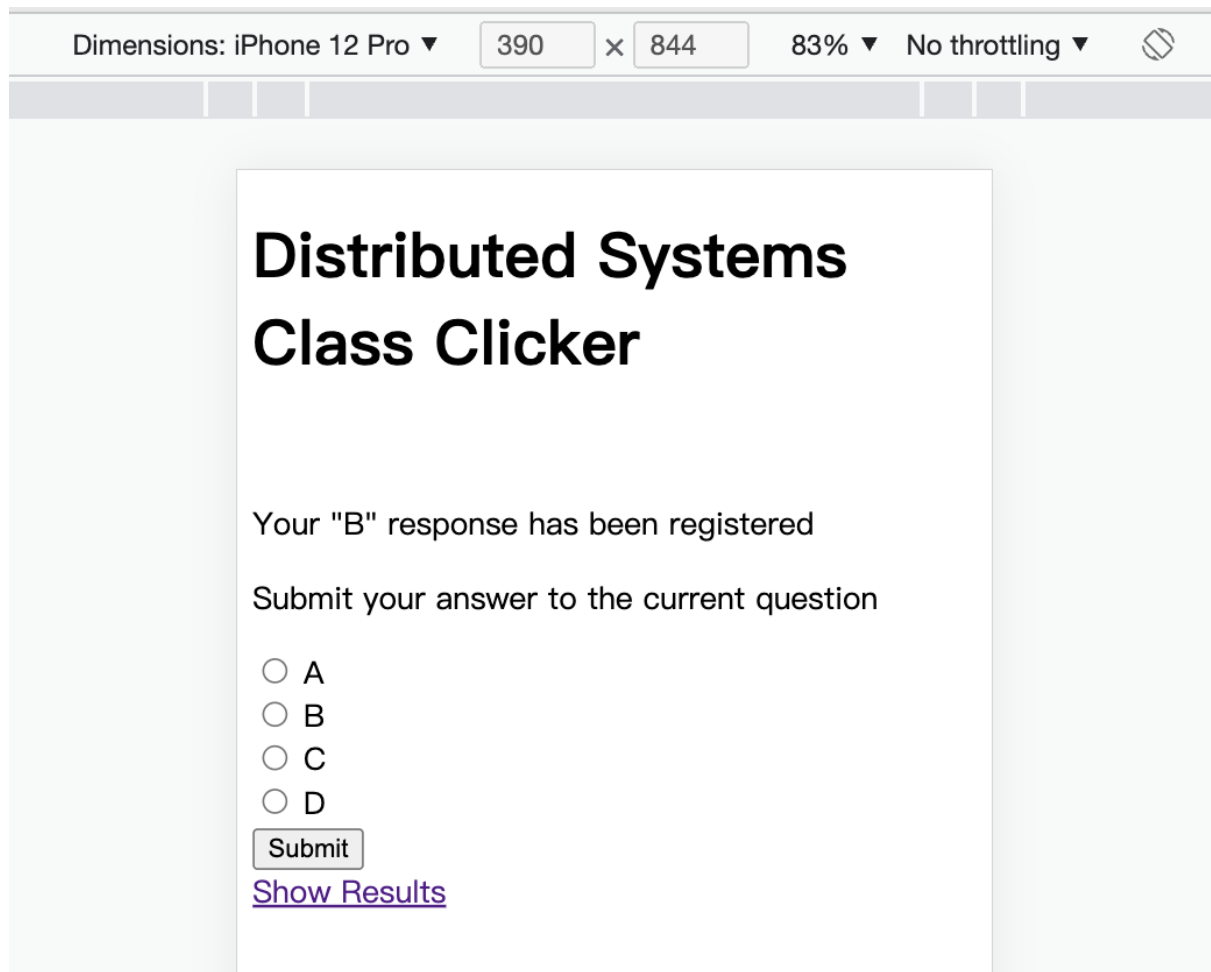 Dimensions: iPhone 12 Pro ▼ 390 × 844 83% ▼ No throttling ▼
Distributed Systems
Class Clicker
Your "B" response has been registered
Submit your answer to the current question
A
B
C
D
Submit
Show Results